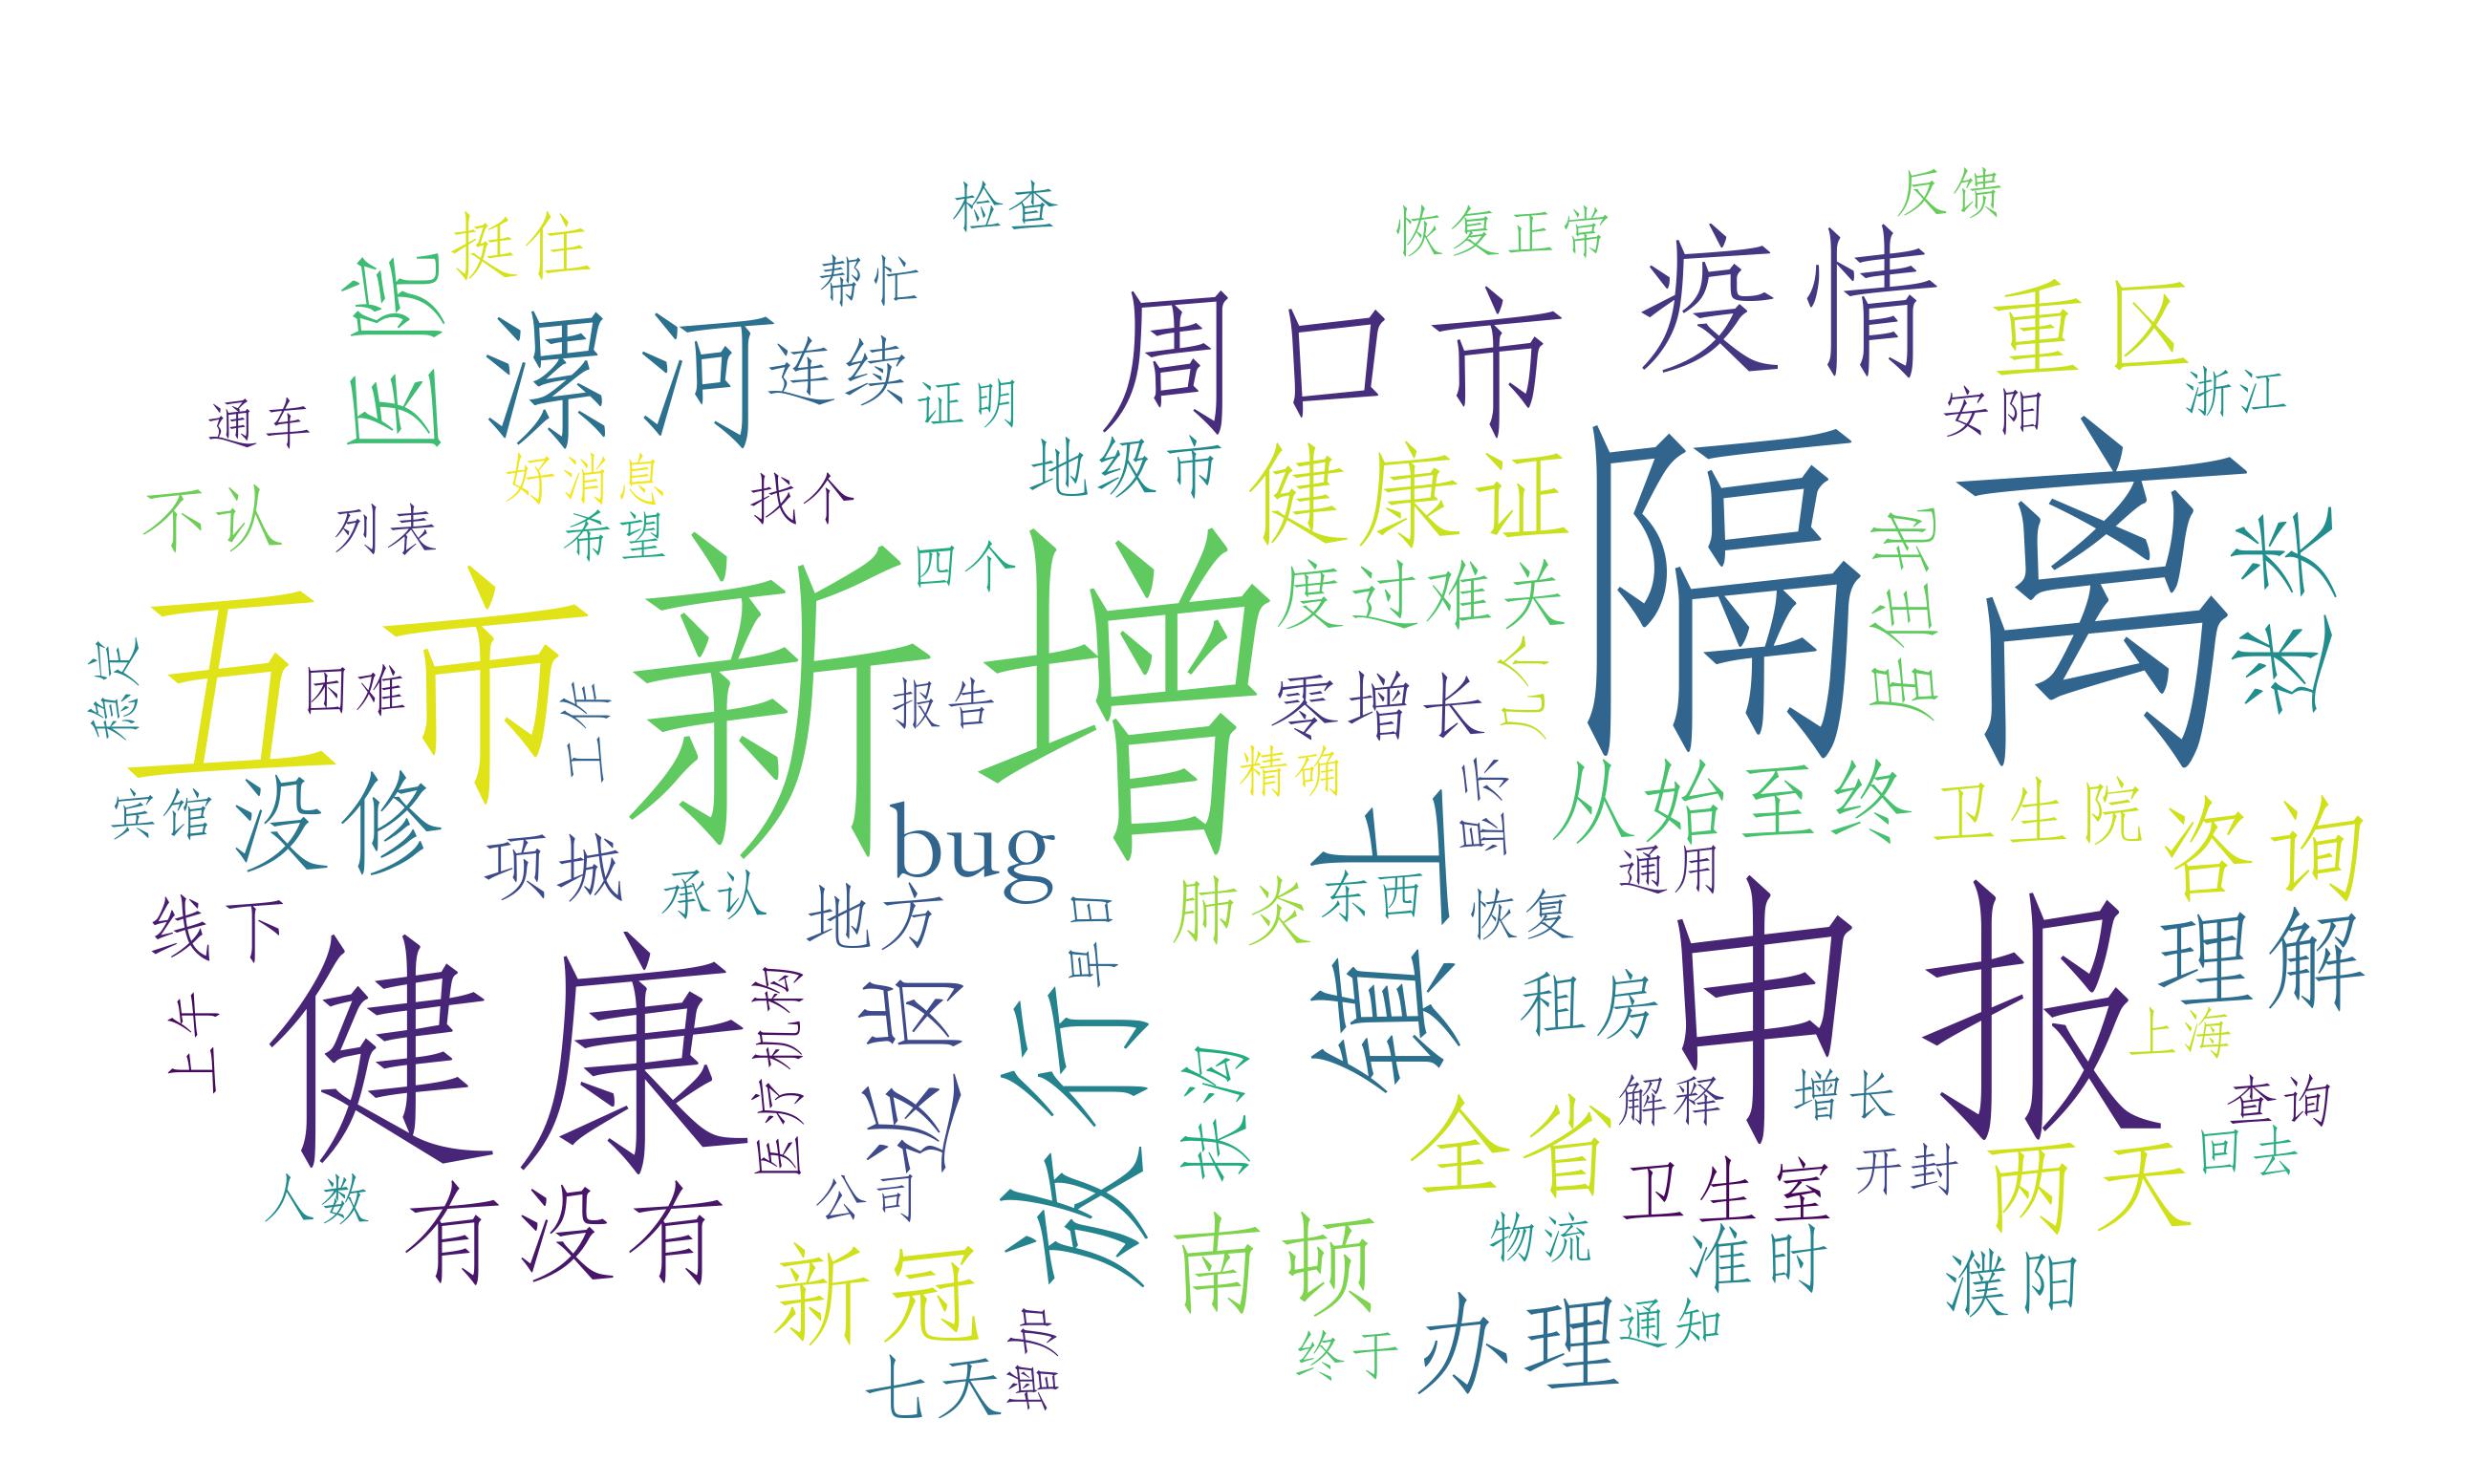 检查
反馈
恢复正常
挺住
疫情
帮忙
医院
重区
周口市
漯河
连续
浙江
证明
安阳
通车
地级市
健康证
隔离
好消息
找个
不认
列表
希望
四个
新增
度过难关
居住地
漯美
五市
困难
稳定
工作
报告
零增长
几个
精确
没修
宾馆
bug
上镇
显示
从始至终
卫生院
咨询
项城
承认
地方
早日
肺炎
东西
恢复
通用
申报
理解
线下
健康
上午
医疗机构
返回
放行
扶沟
租房
上海
解释
增长
查询
全省
卫生室
开封
两天
回去
人数
有没有
公司
新冠
南顿
物流
准时
濮阳
增加
终于
办理
通知
七天